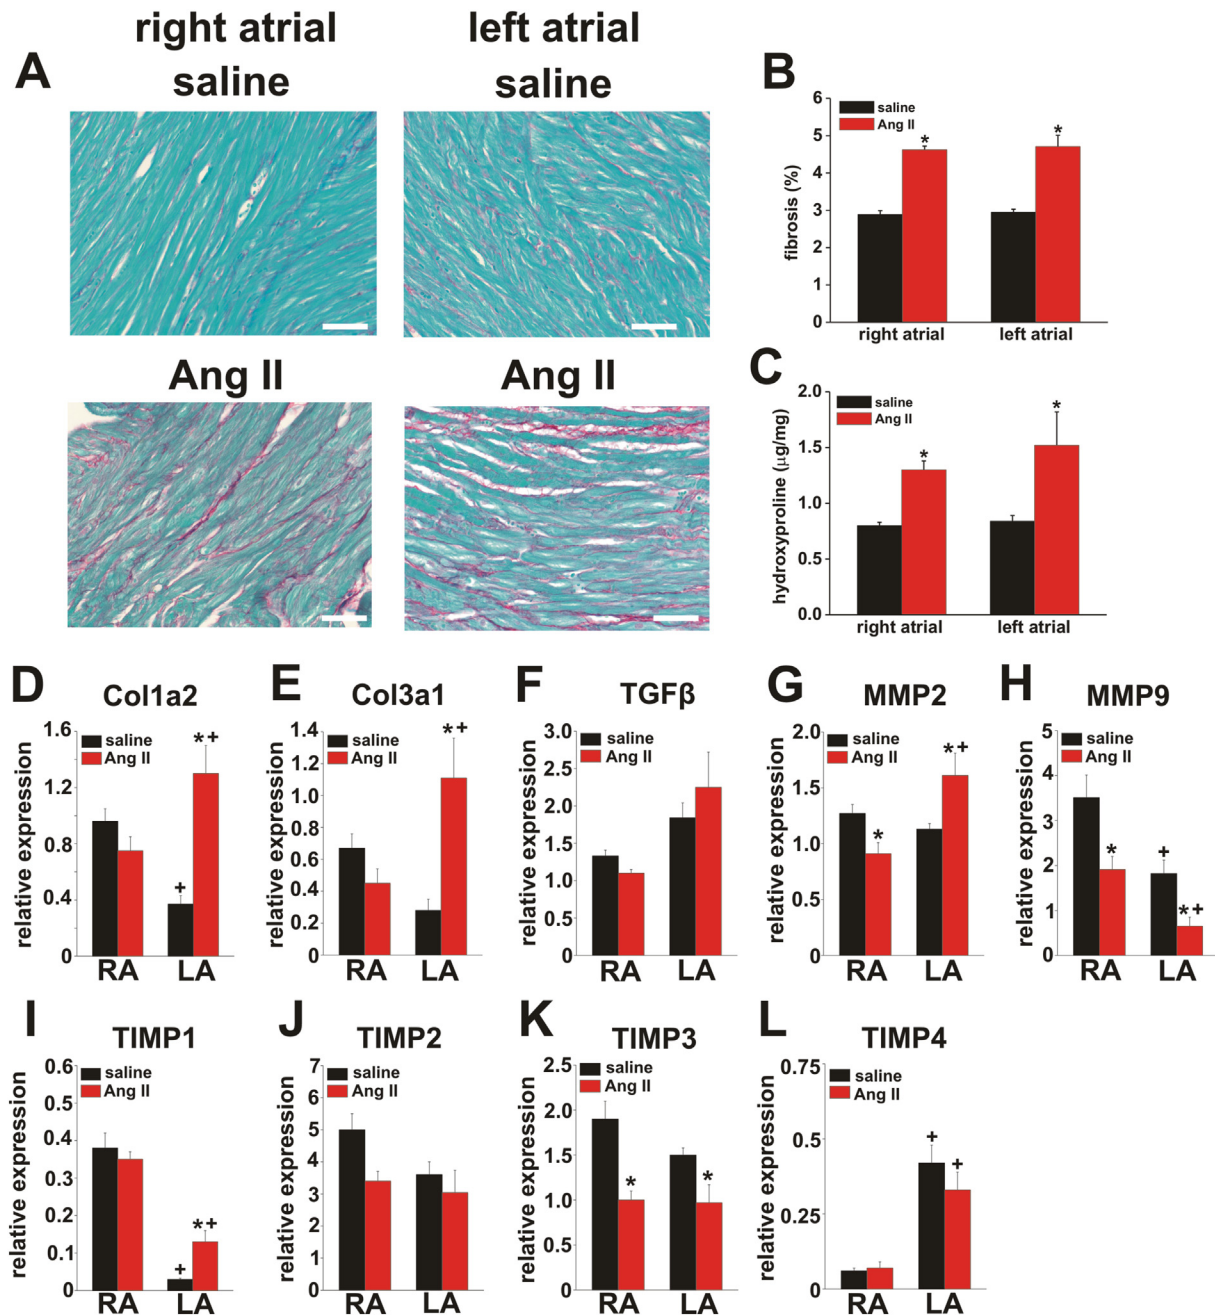 right atrial
left atrial
A
saline
saline
Ang II
Ang II
B
saline
Ang II
fibrosis (%)
6
5
4
3
2
1
0
*
*
right atrial
left atrial
C
saline
Ang II
hydroxyproline (μg/mg)
2.0
1.5
1.0
0.5
0.0
*
*
right atrial
left atrial
D
Col1a2
saline
Ang II
relative expression
1.6
1.2
0.8
0.4
0
+
*+
RA
LA
E
Col3a1
saline
Ang II
relative expression
1.4
1.2
1.0
0.8
0.6
0.4
0.2
0
*+
RA
LA
F
TGFβ
saline
Ang II
relative expression
3.0
2.5
2.0
1.5
1.0
0.5
0
RA
LA
G
MMP2
saline
Ang II
relative expression
2.0
1.5
1.0
0.5
0
*
*+
RA
LA
H
MMP9
saline
Ang II
relative expression
5
4
3
2
1
0
*
+
*+
RA
LA
I
TIMP1
saline
Ang II
relative expression
0.6
0.5
0.4
0.3
0.2
0.1
0
+
*+
RA
LA
J
TIMP2
saline
Ang II
relative expression
7
6
5
4
3
2
1
0
RA
LA
K
TIMP3
saline
Ang II
relative expression
2.5
2.0
1.5
1.0
0.5
0
*
*
RA
LA
L
TIMP4
saline
Ang II
relative expression
0.75
0.5
0.25
0
+
+
RA
LA